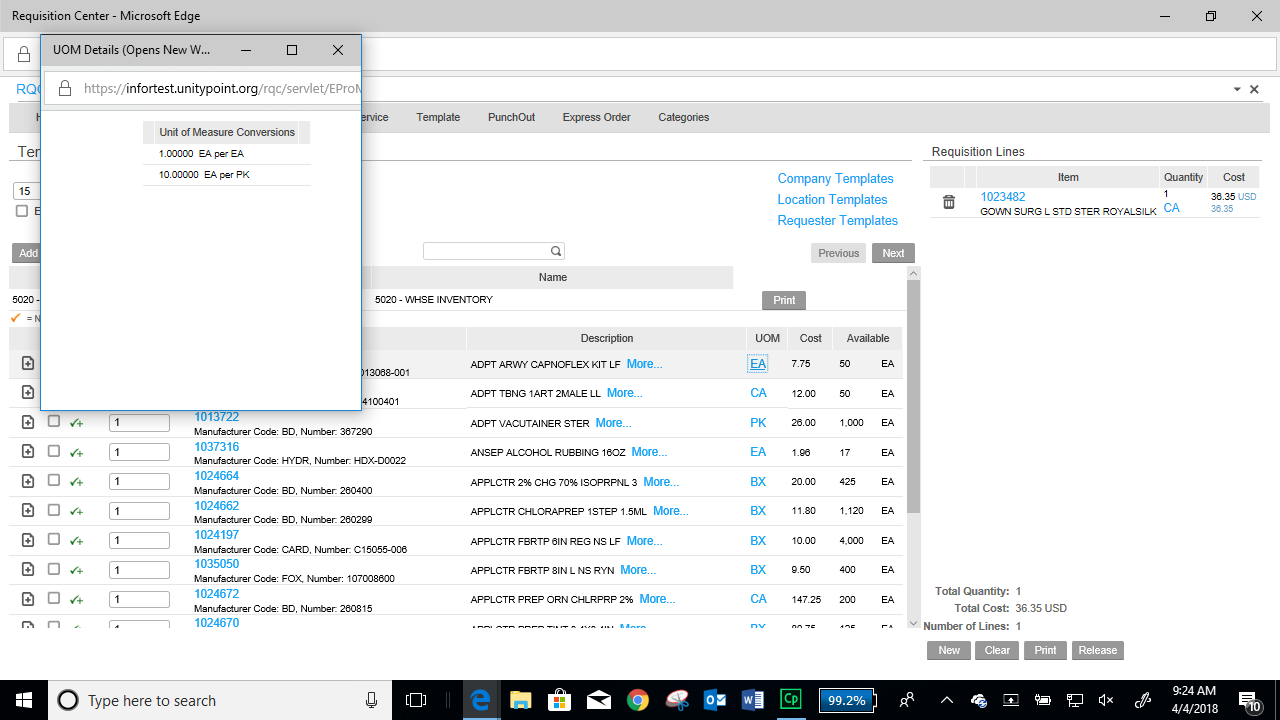 Requisition Center - Microsoft Edge
UOM Details (Opens New W...
https://infortest.unitypoint.org/rqc/servlet/EProM
Unit of Measure Conversions
1.00000 EA per EA
10.00000 EA per PK
RQC
Template PunchOut Express Order Categories
15
Company Templates
Location Templates
Requester Templates
Add
Previous Next
Name
5020 - 5020 - WHSE INVENTORY Print
= N
Description UOM Cost Available
ADPT ARWY CAPNOFLEX KIT LF More... EA 7.75 50 EA
013068-001
ADPT TBNG 1ART 2MALE LL More... CA 12.00 50 EA
4100401
1 1013722 ADPT VACUTAINER STER More... PK 26.00 1,000 EA
Manufacturer Code: BD, Number: 367290
1 1037316 ANSEP ALCOHOL RUBBING 16OZ More... EA 1.96 17 EA
Manufacturer Code: HYDR, Number: HDX-D0022
1 1024664 APPLCTR 2% CHG 70% ISOPRPNL 3 More... BX 20.00 425 EA
Manufacturer Code: BD, Number: 260400
1 1024662 APPLCTR CHLORAPREP 1STEP 1.5ML More... BX 11.80 1,120 EA
Manufacturer Code: BD, Number: 260299
1 1024197 APPLCTR FBRTP 6IN REG NS LF More... BX 10.00 4,000 EA
Manufacturer Code: CARD, Number: C15055-006
1 1035050 APPLCTR FBRTP 8IN L NS RYN More... BX 9.50 400 EA
Manufacturer Code: FOX, Number: 107008600
1 1024672 APPLCTR PREP ORN CHLRPRP 2% More... CA 147.25 200 EA
Manufacturer Code: BD, Number: 260815
1024670
Requisition Lines
Item Quantity Cost
1023482 1 36.35 USD
GOWN SURG L STD STER ROYALSILK CA 36.35
Total Quantity: 1
Total Cost: 36.35 USD
Number of Lines: 1
New Clear Print Release
Type here to search
99.2%
9:24 AM
4/4/2018
10